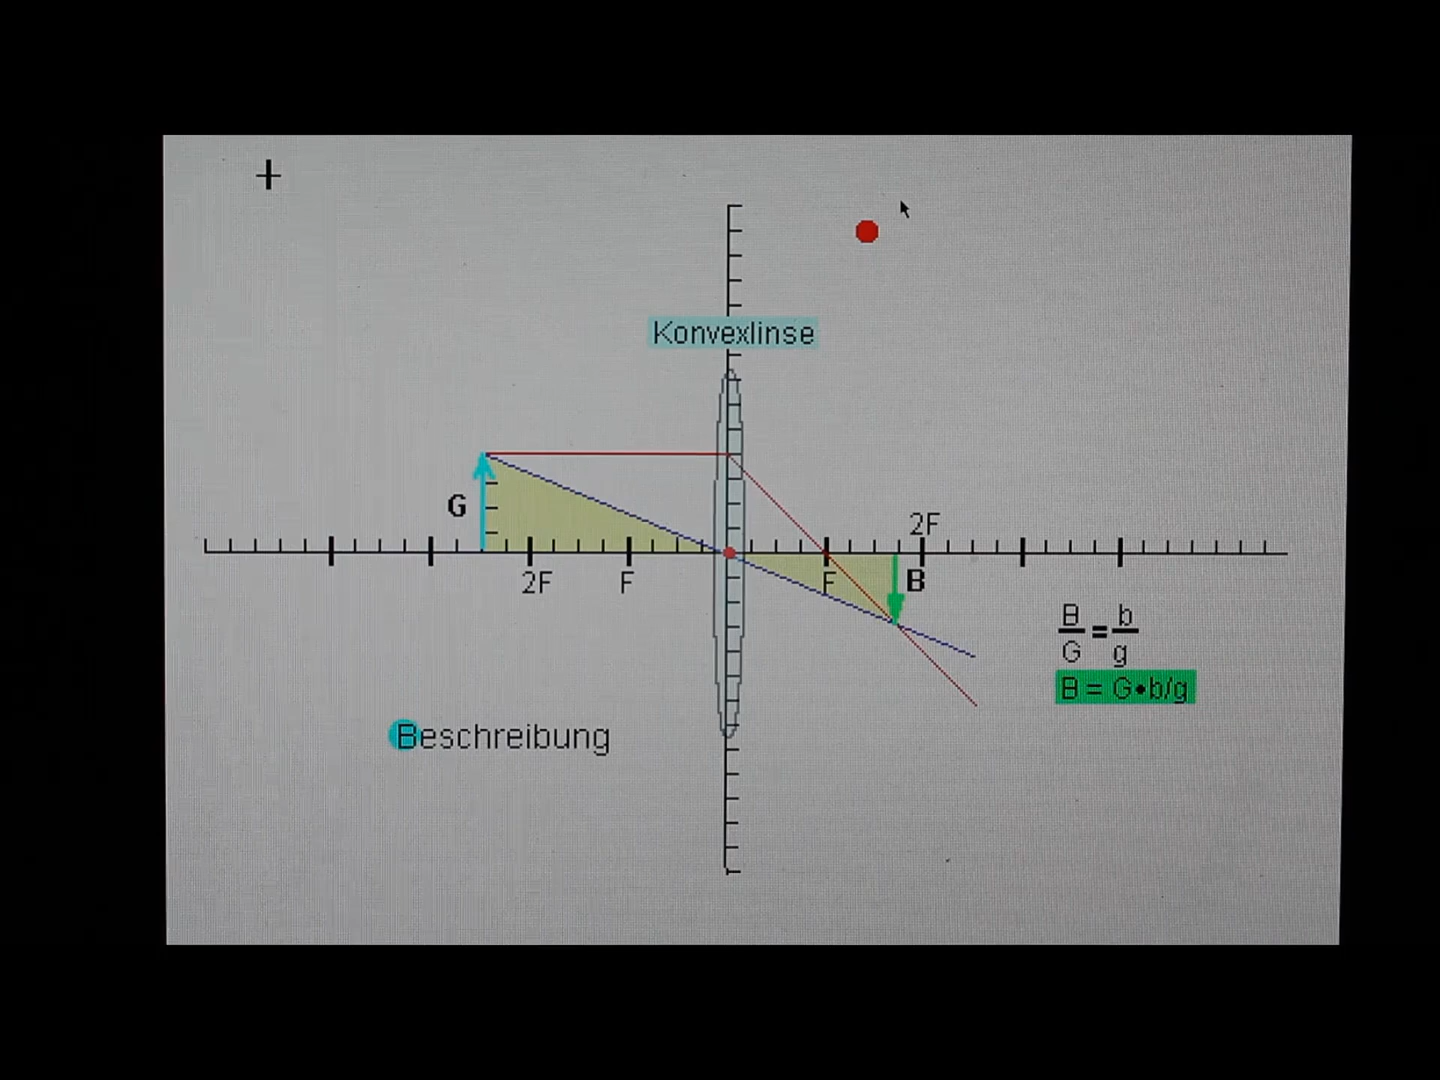 Konvexlinse
G
2F
2F
F
F
B
B/G = b/g
B = G•b/g
Beschreibung